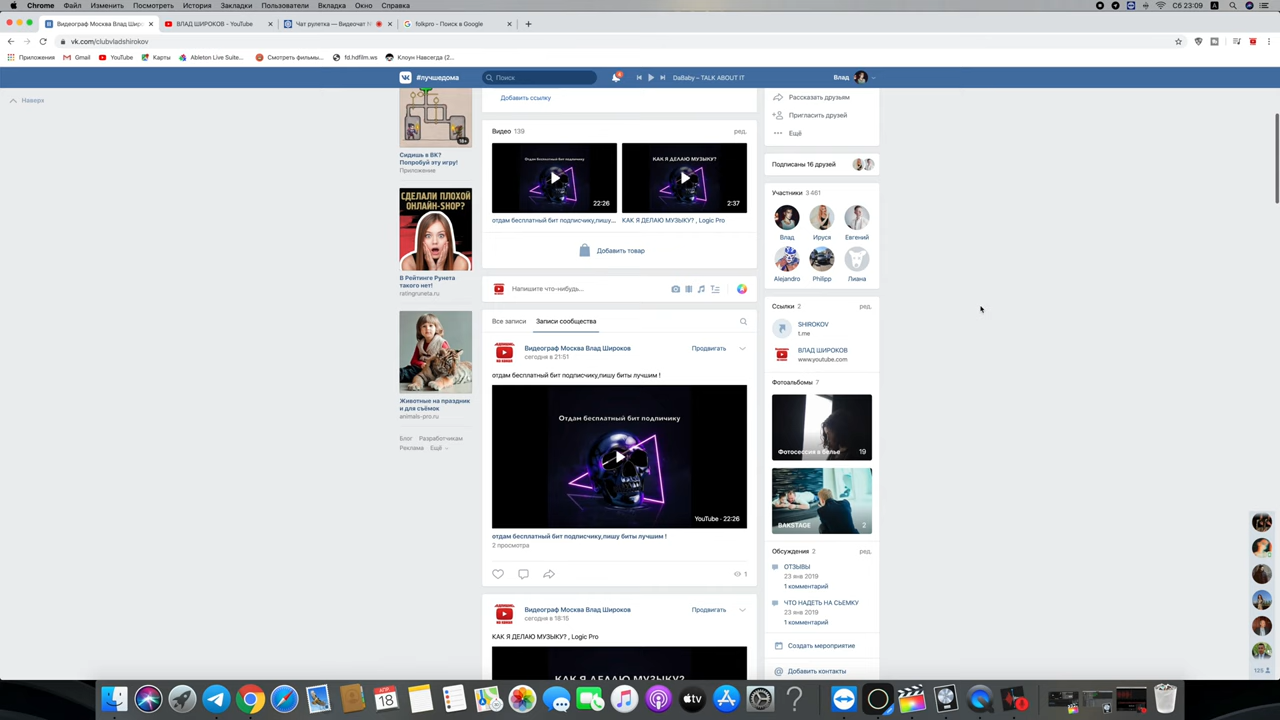 Chrome Файл Изменить Посмотреть История Закладки Пользователи Вкладка Окно Справка
Сб 23:09
Видеограф Москва Влад Шир
ВЛАД ШИРОКОВ - YouTube
Чат рулетка — Видеочат
folkpro - Поиск в Google
vk.com/clubvladshirokov
Приложения Gmail YouTube Карты Ableton Live Suite... Смотреть фильмы... fd.hdfilm.ws Клоун Навсегда (2...
#лучшедома
Поиск
DaBaby – TALK ABOUT IT
Влад
Наверх
18+
Сидишь в ВК?
Попробуй эту игру!
Приложение
СДЕЛАЛИ ПЛОХОЙ
ОНЛАЙН-SHOP?
В Рейтинге Рунета
такого нет!
ratingruneta.ru
Животные на праздник
и для съёмок
animals-pro.ru
Блог Разработчикам
Реклама Ещё
Добавить ссылку
Видео 139
ред.
Отдам бесплатный бит подписчику
22:26
КАК Я ДЕЛАЮ МУЗЫКУ?
2:37
отдам бесплатный бит подписчику,пишу...
КАК Я ДЕЛАЮ МУЗЫКУ? , Logic Pro
Добавить товар
Напишите что-нибудь...
Все записи Записи сообщества
Видеограф Москва Влад Широков
сегодня в 21:51
Продвигать
отдам бесплатный бит подписчику,пишу биты лучшим !
Отдам бесплатный бит подпичику
YouTube · 22:26
отдам бесплатный бит подписчику,пишу биты лучшим !
2 просмотра
1
Видеограф Москва Влад Широков
сегодня в 18:15
Продвигать
КАК Я ДЕЛАЮ МУЗЫКУ? , Logic Pro
КАК Я ДЕЛАЮ МУЗЫКУ?
Рассказать друзьям
Пригласить друзей
Ещё
Подписаны 16 друзей
Участники 3 461
Влад Ируся Евгений
Alejandro Philipp Лиана
Ссылки 2
ред.
SHIROKOV
t.me
ВЛАД ШИРОКОВ
www.youtube.com
Фотоальбомы 7
Фотосессия в белье 19
BAKSTAGE 2
Обсуждения 2
ред.
ОТЗЫВЫ
23 янв 2019
1 комментарий
ЧТО НАДЕТЬ НА СЪЕМКУ
23 янв 2019
1 комментарий
Создать мероприятие
Добавить контакты
125
АПР
18
tv